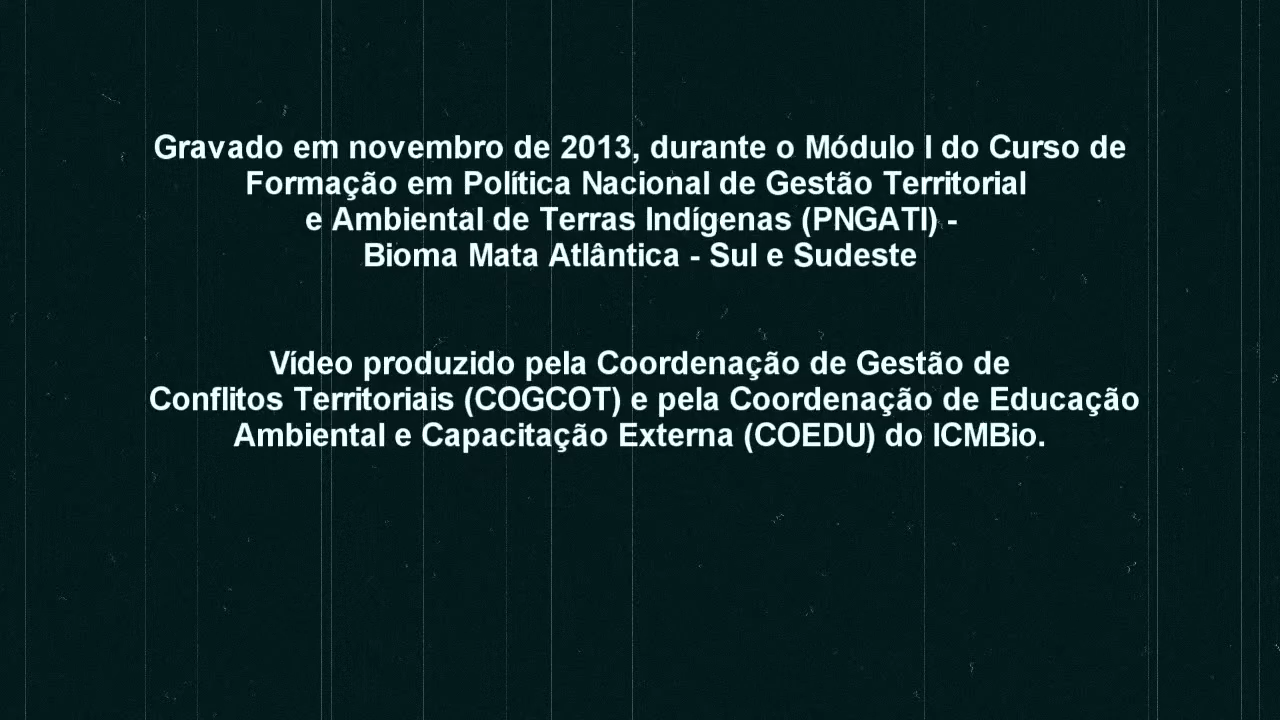 Gravado em novembro de 2013, durante o Módulo I do Curso de
Formação em Política Nacional de Gestão Territorial
e Ambiental de Terras Indígenas (PNGATI) -
Bioma Mata Atlântica - Sul e Sudeste
Vídeo produzido pela Coordenação de Gestão de
Conflitos Territoriais (COGCOT) e pela Coordenação de Educação
Ambiental e Capacitação Externa (COEDU) do ICMBio.